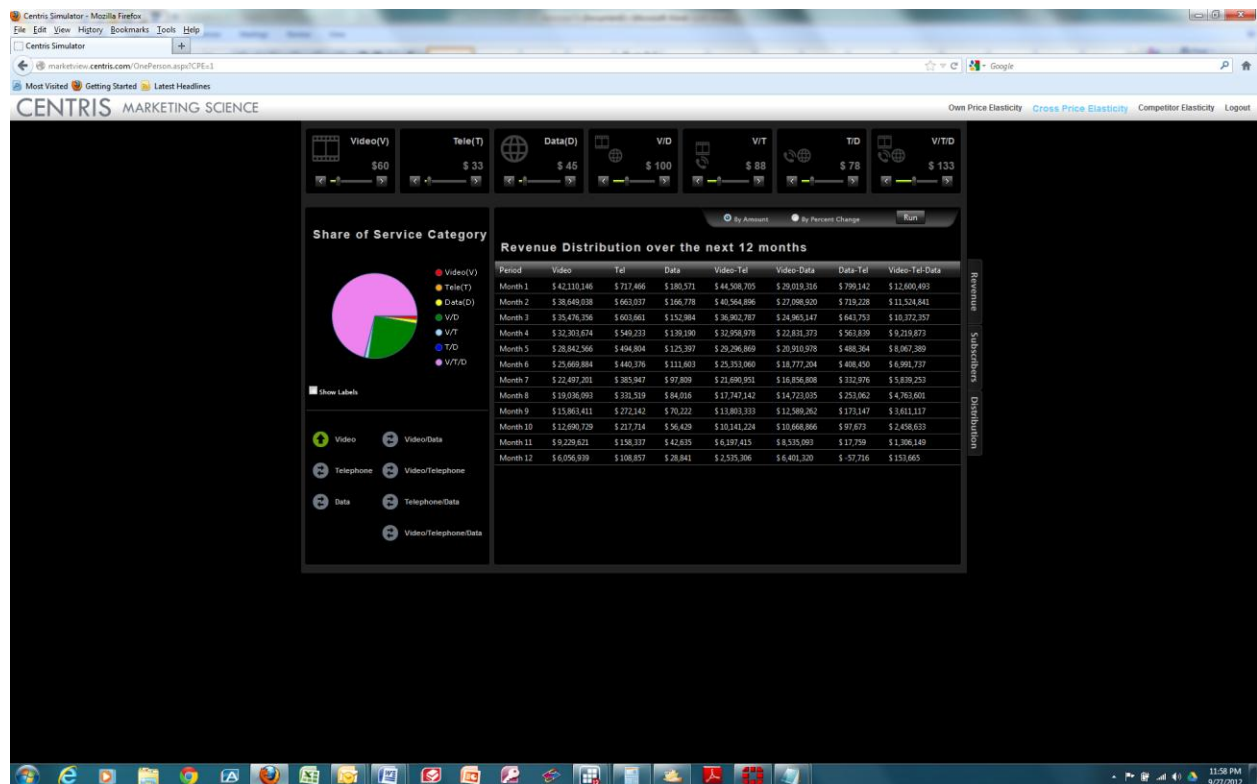 Centris Simulator - Mozilla Firefox
File Edit View History Bookmarks Tools Help
Centris Simulator +
marketview.centris.com/OnePerson.aspx?CPE=1
Google
Most Visited Getting Started Latest Headlines
CENTRIS MARKETING SCIENCE
Own Price Elasticity Cross Price Elasticity Competitor Elasticity Logout
Video(V) Tele(T) Data(D) V/D V/T T/D V/T/D
$60 $ 33 $ 45 $ 100 $ 88 $ 78 $ 133
By Amount By Percent Change Run
Share of Service Category
Video(V)
Tele(T)
Data(D)
V/D
V/T
T/D
V/T/D
Show Labels
Video Video/Data
Telephone Video/Telephone
Data Telephone/Data
Video/Telephone/Data
Revenue Distribution over the next 12 months
Period Video Tel Data Video-Tel Video-Data Data-Tel Video-Tel-Data
Month 1 $ 42,110,146 $ 717,466 $ 180,571 $ 44,508,705 $ 29,019,316 $ 799,142 $ 12,600,493
Month 2 $ 38,649,038 $ 663,037 $ 166,778 $ 40,564,896 $ 27,098,920 $ 719,228 $ 11,524,841
Month 3 $ 35,476,356 $ 603,661 $ 152,984 $ 36,902,787 $ 24,965,147 $ 643,753 $ 10,372,357
Month 4 $ 32,303,674 $ 549,233 $ 139,190 $ 32,958,978 $ 22,831,373 $ 563,839 $ 9,219,873
Month 5 $ 28,842,566 $ 494,804 $ 125,397 $ 29,296,869 $ 20,910,978 $ 488,364 $ 8,067,389
Month 6 $ 25,669,884 $ 440,376 $ 111,603 $ 25,353,060 $ 18,777,204 $ 408,450 $ 6,991,737
Month 7 $ 22,497,201 $ 385,947 $ 97,809 $ 21,690,951 $ 16,856,808 $ 332,976 $ 5,839,253
Month 8 $ 19,036,093 $ 331,519 $ 84,016 $ 17,747,142 $ 14,723,035 $ 253,062 $ 4,763,601
Month 9 $ 15,863,411 $ 272,142 $ 70,222 $ 13,803,333 $ 12,589,262 $ 173,147 $ 3,611,117
Month 10 $ 12,690,729 $ 217,714 $ 56,429 $ 10,141,224 $ 10,668,866 $ 97,673 $ 2,458,633
Month 11 $ 9,229,621 $ 158,337 $ 42,635 $ 6,197,415 $ 8,535,093 $ 17,759 $ 1,306,149
Month 12 $ 6,056,939 $ 108,857 $ 28,841 $ 2,535,306 $ 6,401,320 $ -57,716 $ 153,665
Revenue
Subscribers
Distribution
11:58 PM
9/27/2012